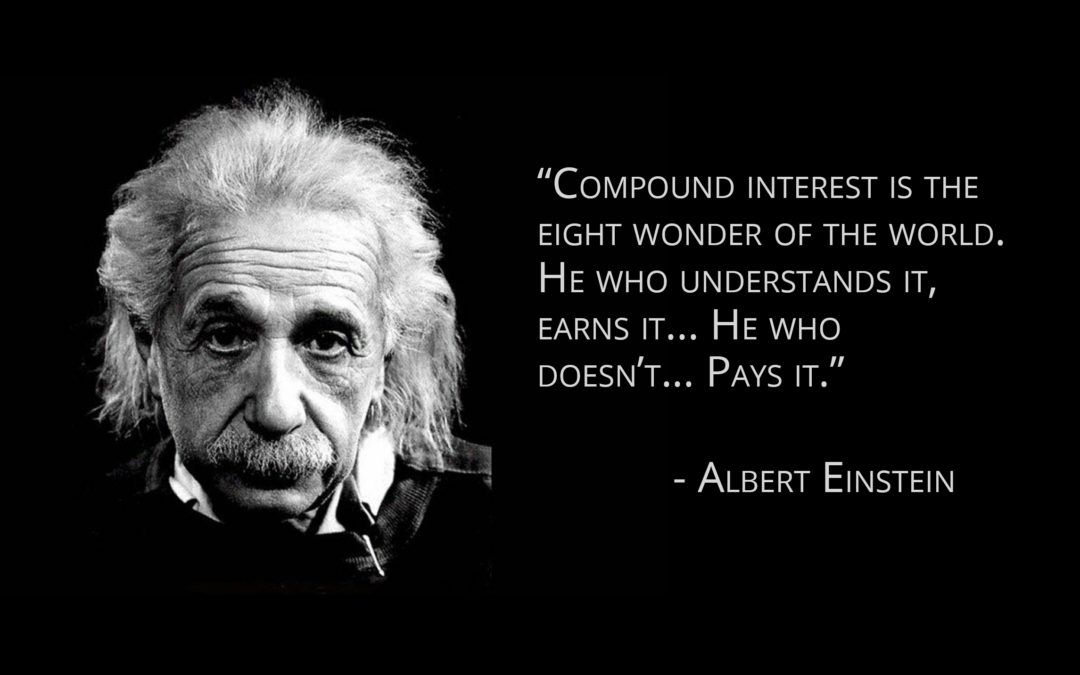 “Compound interest is the
eight wonder of the world.
He who understands it,
earns it... He who
doesn’t... Pays it.”
- Albert Einstein